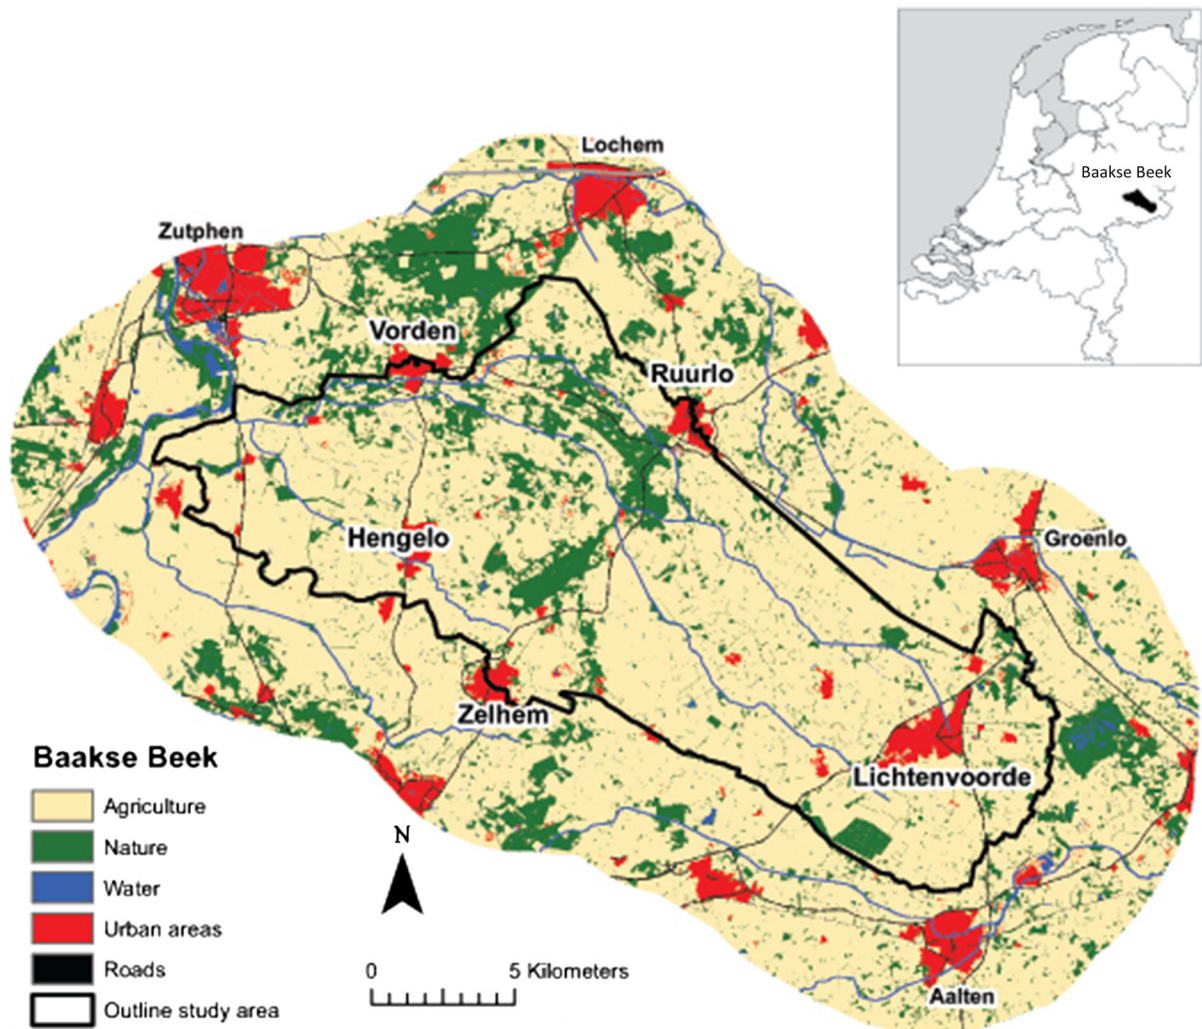 Baakse Beek
Lochem
Zutphen
Vorden
Ruurlo
Hengelo
Groenlo
Zelhem
Lichtenvoorde
Aalten
Baakse Beek
Agriculture
Nature
Water
Urban areas
Roads
Outline study area
N
0 5 Kilometers